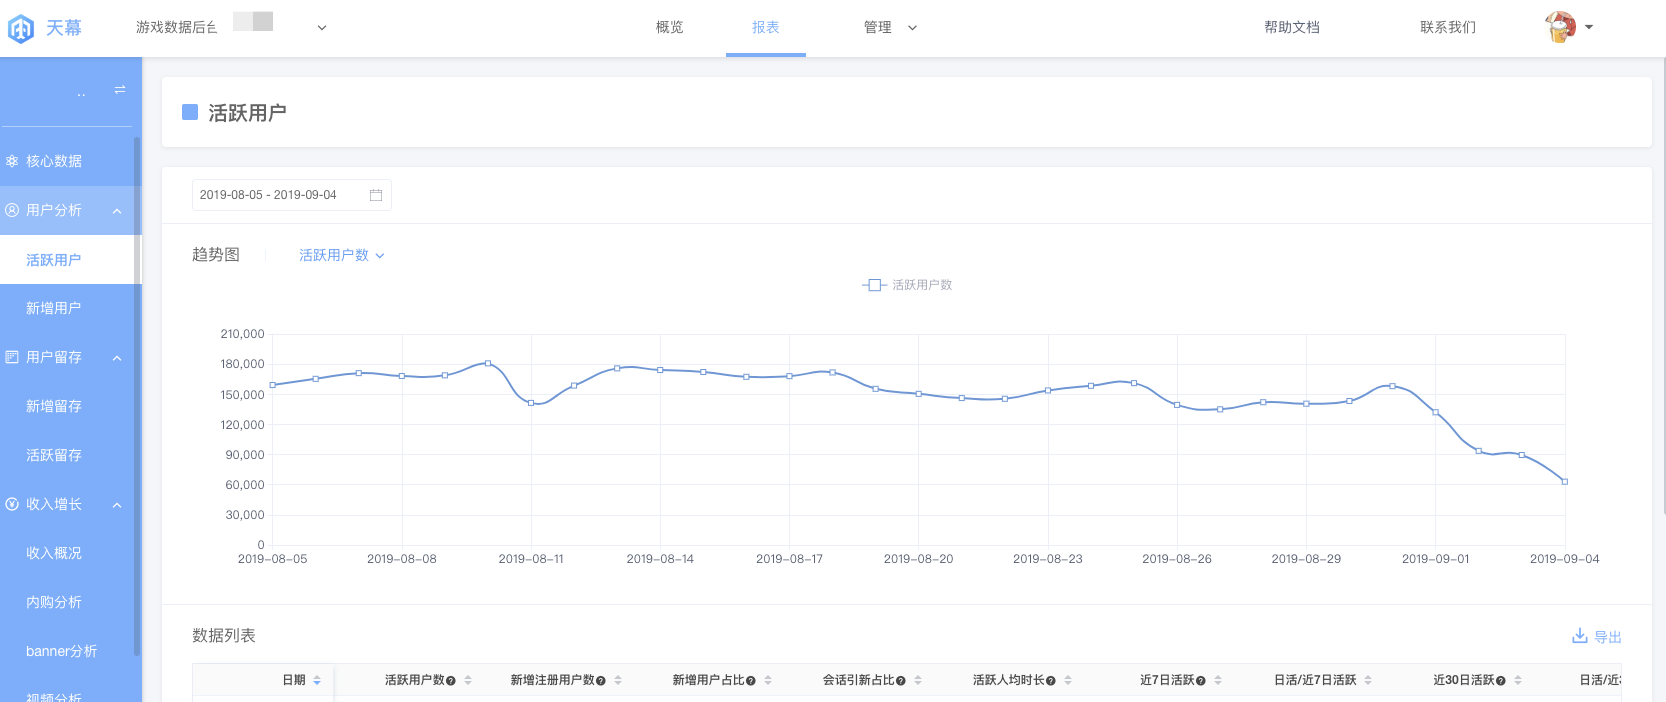 天幕
游戏数据后台
概览
报表
管理
帮助文档
联系我们
..
核心数据
用户分析
活跃用户
新增用户
用户留存
新增留存
活跃留存
收入增长
收入概况
内购分析
banner分析
视频分析
活跃用户
2019-08-05 - 2019-09-04
趋势图
活跃用户数
活跃用户数
210,000
180,000
150,000
120,000
90,000
60,000
30,000
0
2019-08-05 2019-08-08 2019-08-11 2019-08-14 2019-08-17 2019-08-20 2019-08-23 2019-08-26 2019-08-29 2019-09-01 2019-09-04
数据列表
导出
日期 活跃用户数 新增注册用户数 新增用户占比 会话引新占比 活跃人均时长 近7日活跃 日活/近7日活跃 近30日活跃 日活/近